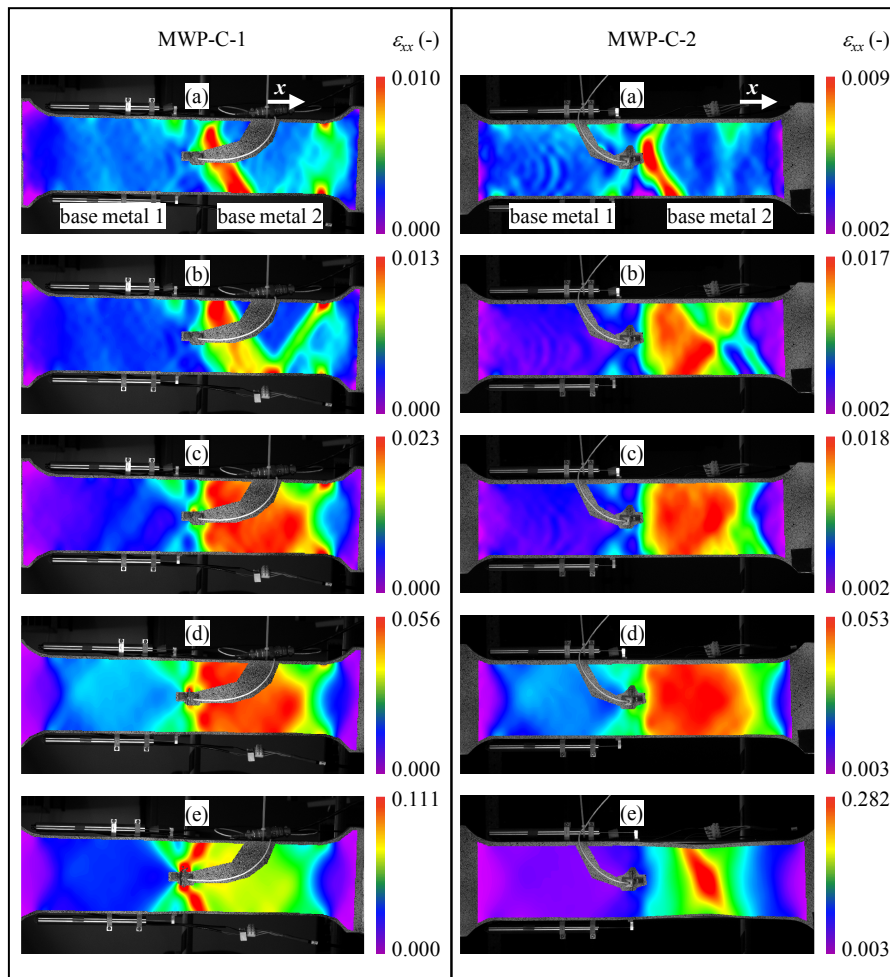 MWP-C-1
εxx (-)
(a)
x
0.010
base metal 1
base metal 2
0.000
(b)
0.013
0.000
(c)
0.023
0.000
(d)
0.056
0.000
(e)
0.111
0.000
MWP-C-2
εxx (-)
(a)
x
0.009
base metal 1
base metal 2
0.002
(b)
0.017
0.002
(c)
0.018
0.002
(d)
0.053
0.003
(e)
0.282
0.003